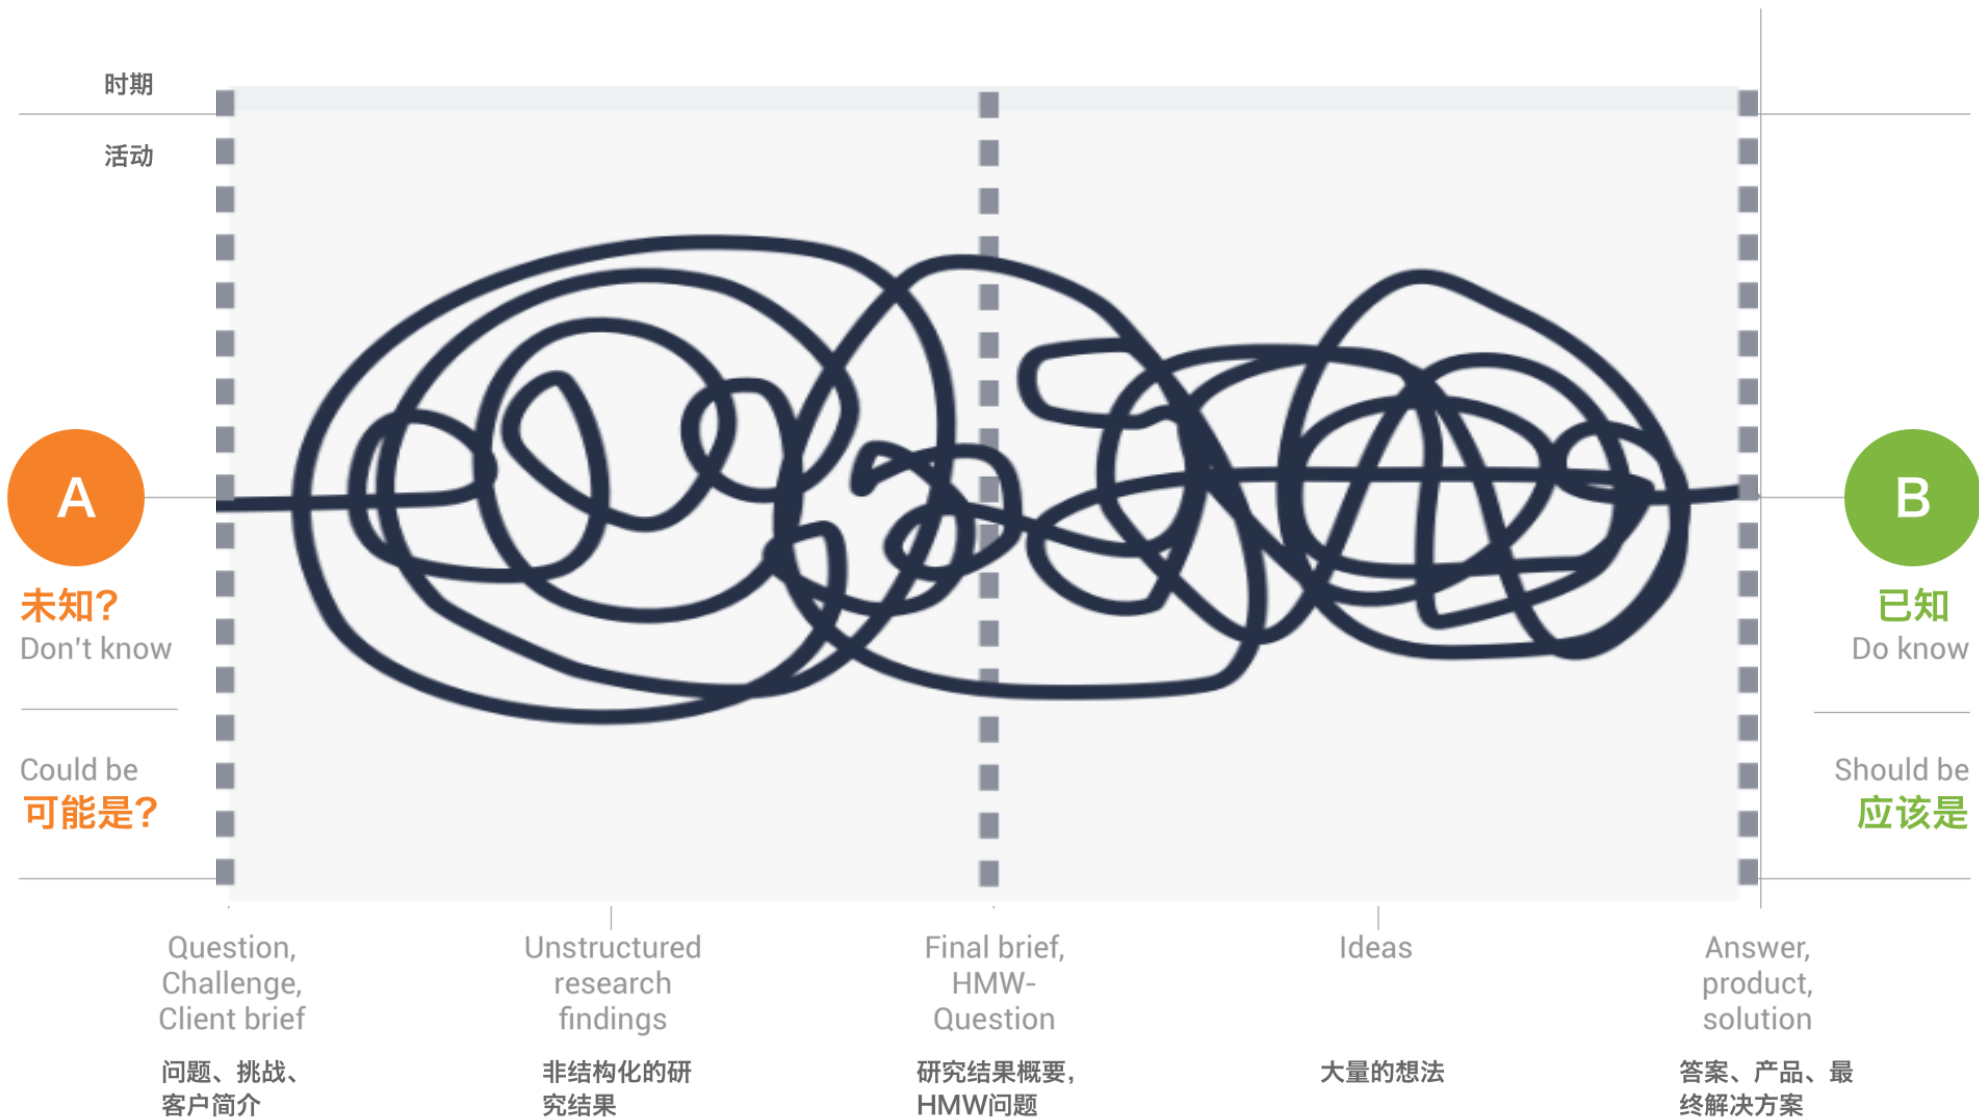 时期
活动
A
未知?
Don't know
Could be
可能是?
B
已知
Do know
Should be
应该是
Question,
Challenge,
Client brief
问题、挑战、
客户简介
Unstructured
research
findings
非结构化的研
究结果
Final brief,
HMW-
Question
研究结果概要,
HMW问题
Ideas
大量的想法
Answer,
product,
solution
答案、产品、最
终解决方案